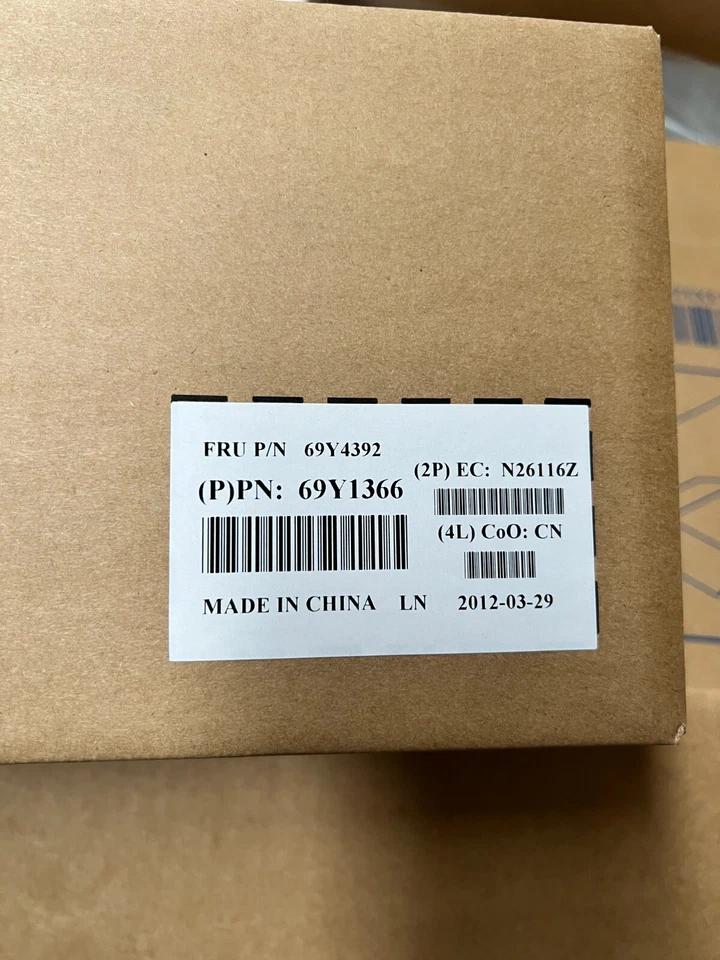 FRU P/N 69Y4392
(P)PN: 69Y1366
(2P) EC: N26116Z
(4L) CoO: CN
MADE IN CHINA LN 2012-03-29